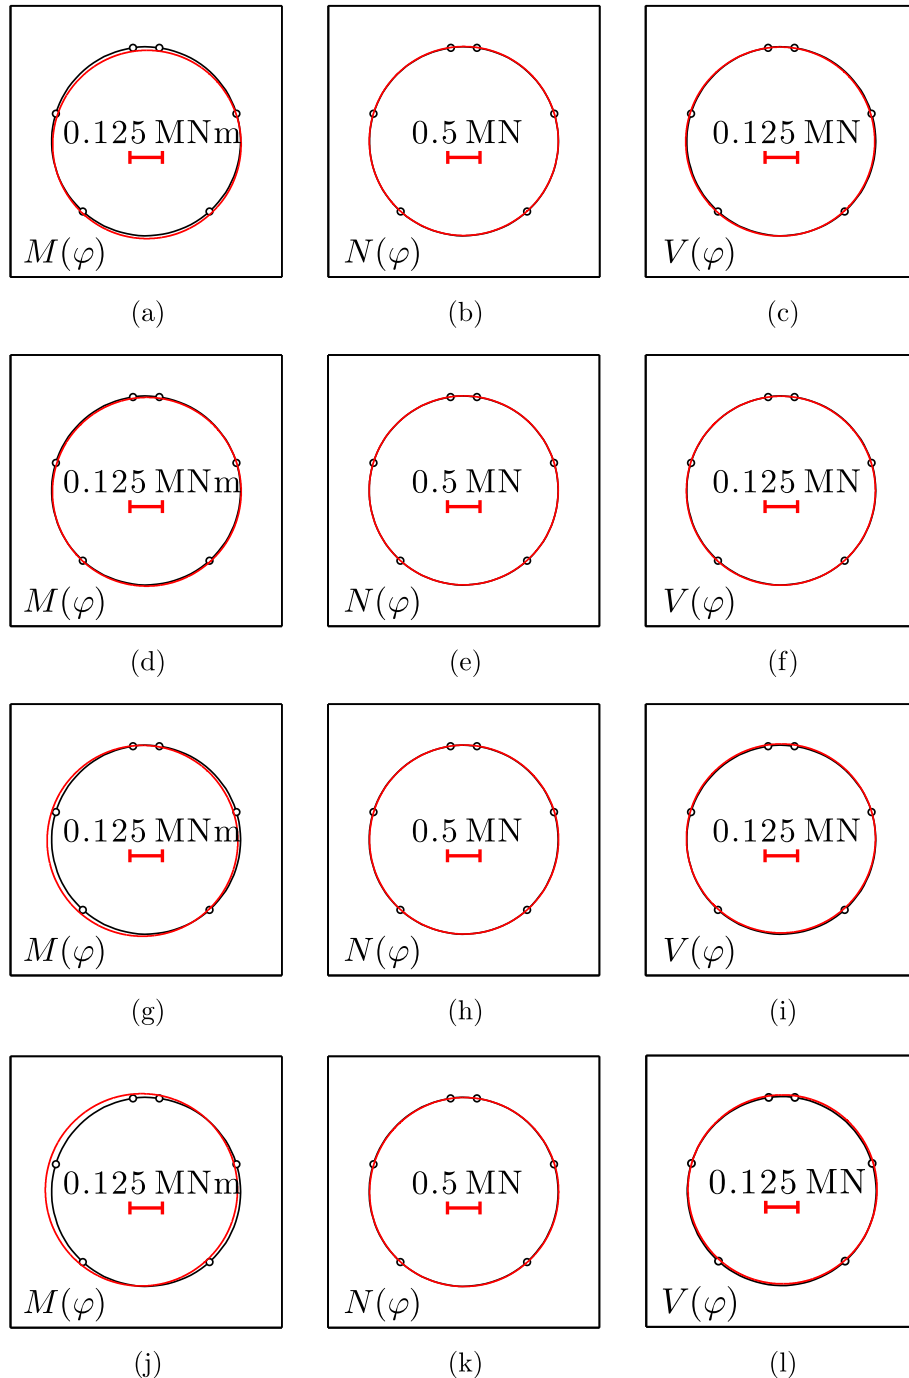 0.125 MNm 0.5 MN 0.125 MN
M(φ) N(φ) V(φ)
(a) (b) (c)
0.125 MNm 0.5 MN 0.125 MN
M(φ) N(φ) V(φ)
(d) (e) (f)
0.125 MNm 0.5 MN 0.125 MN
M(φ) N(φ) V(φ)
(g) (h) (i)
0.125 MNm 0.5 MN 0.125 MN
M(φ) N(φ) V(φ)
(j) (k) (l)